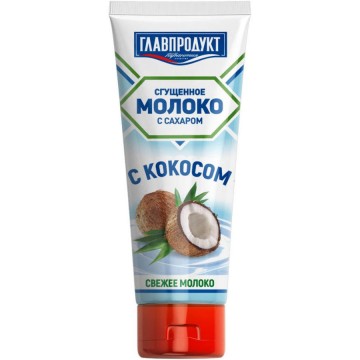 ГЛАВПРОДУКТ
СГУЩЕННОЕ
МОЛОКО
С САХАРОМ
С КОКОСОМ
СВЕЖЕЕ МОЛОКО